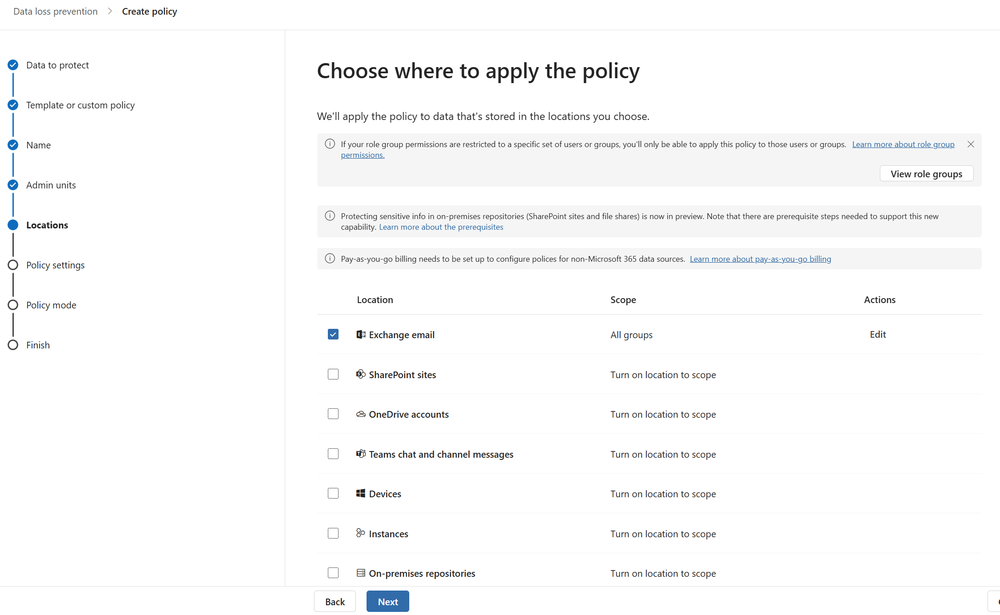 Data loss prevention > Create policy
Data to protect
Template or custom policy
Name
Admin units
Locations
Policy settings
Policy mode
Finish
Choose where to apply the policy
We'll apply the policy to data that's stored in the locations you choose.
If your role group permissions are restricted to a specific set of users or groups, you'll only be able to apply this policy to those users or groups. Learn more about role group
permissions.
View role groups
Protecting sensitive info in on-premises repositories (SharePoint sites and file shares) is now in preview. Note that there are prerequisite steps needed to support this new
capability. Learn more about the prerequisites
Pay-as-you-go billing needs to be set up to configure polices for non-Microsoft 365 data sources. Learn more about pay-as-you-go billing
Location Scope Actions
Exchange email All groups Edit
SharePoint sites Turn on location to scope
OneDrive accounts Turn on location to scope
Teams chat and channel messages Turn on location to scope
Devices Turn on location to scope
Instances Turn on location to scope
On-premises repositories Turn on location to scope
Back Next